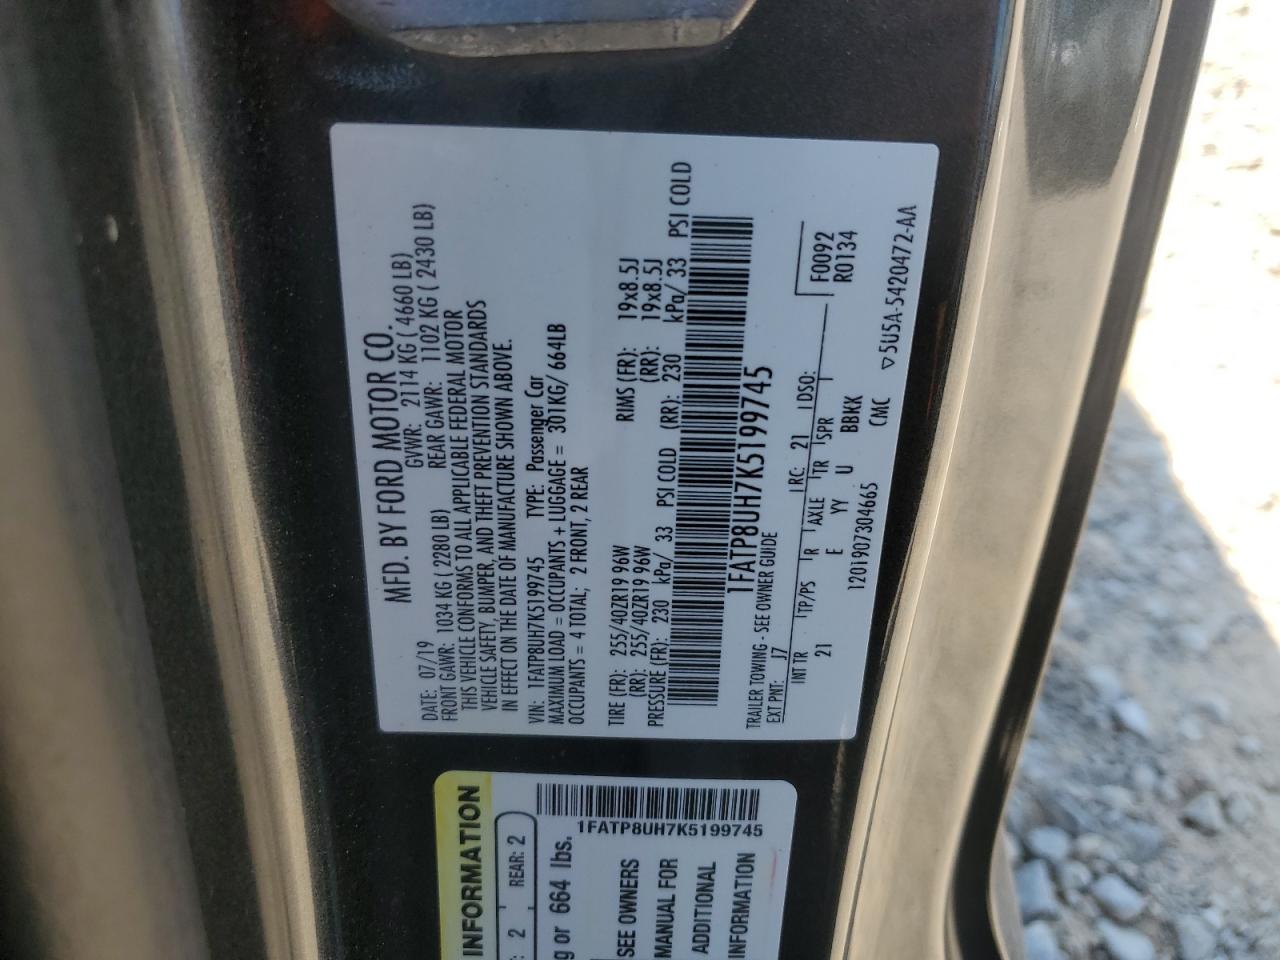 MFD. BY FORD MOTOR CO.
DATE: 07/19 GVWR: 2114 KG ( 4660 LB)
FRONT GAWR: 1034 KG ( 2280 LB) REAR GAWR: 1102 KG ( 2430 LB)
THIS VEHICLE CONFORMS TO ALL APPLICABLE FEDERAL MOTOR
VEHICLE SAFETY, BUMPER, AND THEFT PREVENTION STANDARDS
IN EFFECT ON THE DATE OF MANUFACTURE SHOWN ABOVE.
VIN: 1FATP8UH7K5199745 TYPE: Passenger Car
MAXIMUM LOAD = OCCUPANTS + LUGGAGE = 301KG/ 664LB
OCCUPANTS = 4 TOTAL; 2 FRONT, 2 REAR
TIRE (FR): 255/40ZR19 96W RIMS (FR): 19x8.5J
(RR): 255/40ZR19 96W (RR): 19x8.5J
PRESSURE (FR): 230 kPa/ 33 PSI COLD (RR): 230 kPa/ 33 PSI COLD
1FATP8UH7K5199745
TRAILER TOWING - SEE OWNER GUIDE
EXT PNT: J7 RC: 21 DSO:
F0092
R0134
INT TR TP/PS R AXLE TR SPR
21 E YY U BBKK
1201907304665 CMC
▽5U5A-5420472-AA
INFORMATION
2 , REAR: 2
g or 664 lbs.
1FATP8UH7K5199745
SEE OWNERS
MANUAL FOR
ADDITIONAL
INFORMATION